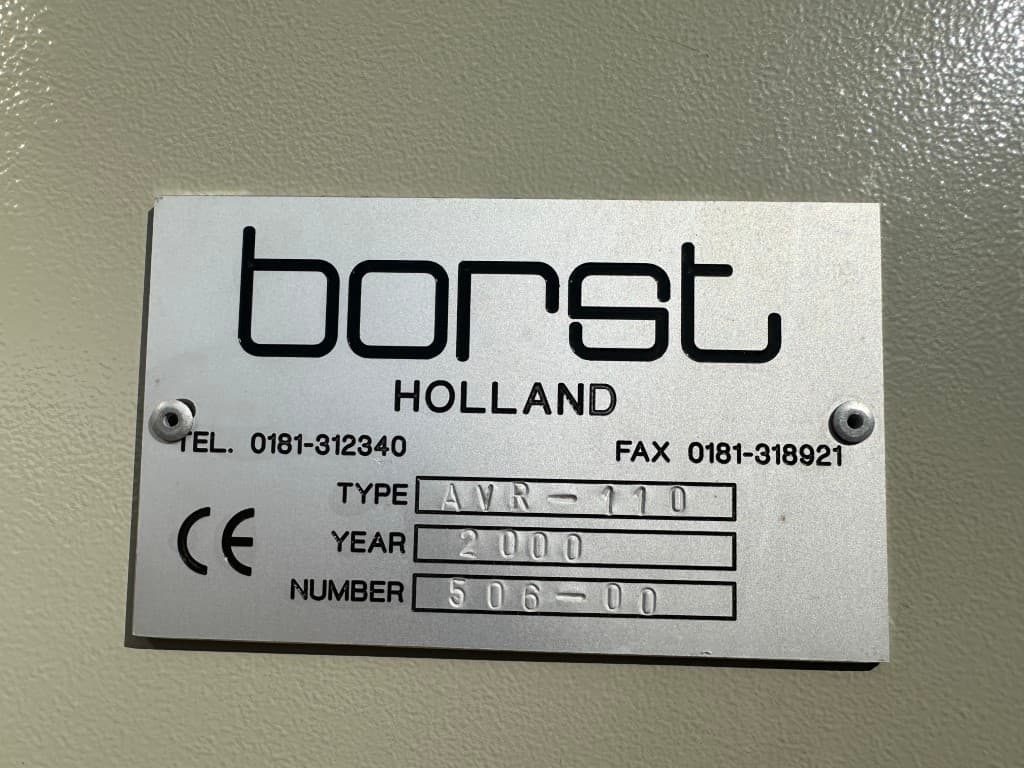 borst
HOLLAND
TEL. 0181-312340 FAX 0181-318921
TYPE AVR-110
CE YEAR 2000
NUMBER 506-00